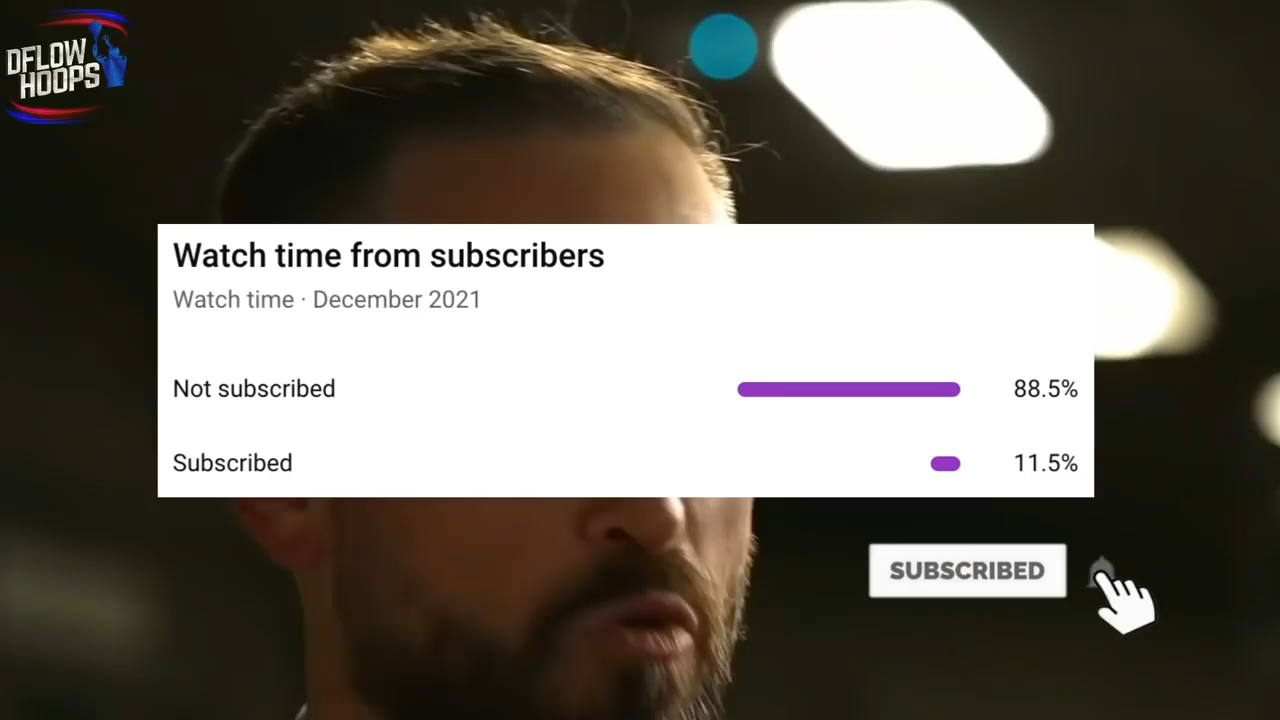 DFLOW
HOOPS
Watch time from subscribers
Watch time · December 2021
Not subscribed 88.5%
Subscribed 11.5%
SUBSCRIBED